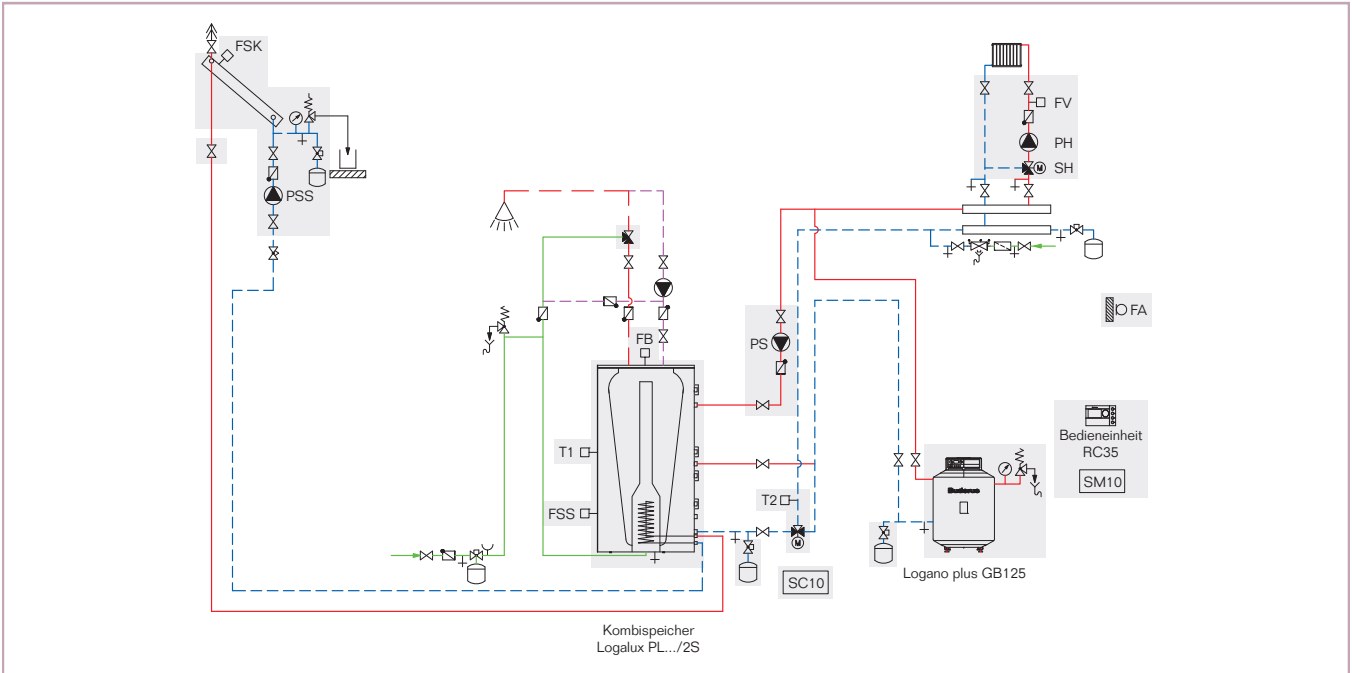 FSK
FV
PH
SH
M
PSS
FA
FB
PS
T1
Bedieneinheit
RC35
SM10
Buderus
T2
FSS
M
SC10
Logano plus GB125
Kombispeicher
Logalux PL.../2S